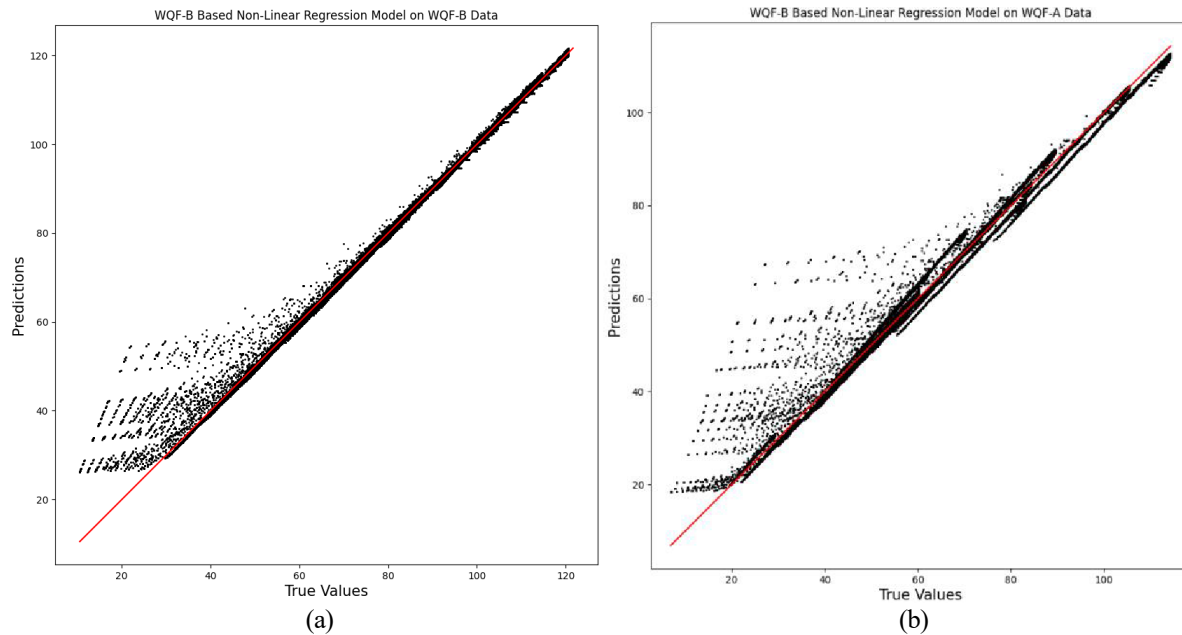 WQF-B Based Non-Linear Regression Model on WQF-B Data
120
100
80
60
40
20
Predictions
20 40 60 80 100 120
True Values
(a)
WQF-B Based Non-Linear Regression Model on WQF-A Data
100
80
60
40
20
Predictions
20 40 60 80 100
True Values
(b)